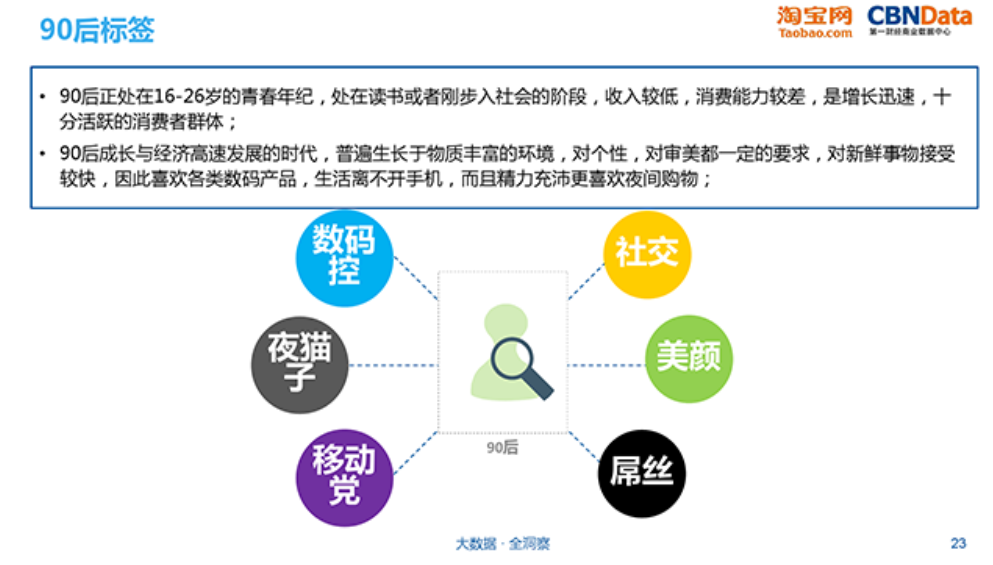 90后标签
淘宝网
Taobao.com
CBNData
第一财经商业数据中心
• 90后正处在16-26岁的青春年纪，处在读书或者刚步入社会的阶段，收入较低，消费能力较差，是增长迅速，十
分活跃的消费者群体；
• 90后成长与经济高速发展的时代，普遍生长于物质丰富的环境，对个性，对审美都一定的要求，对新鲜事物接受
较快，因此喜欢各类数码产品，生活离不开手机，而且精力充沛更喜欢夜间购物；
数码
控
社交
夜猫
子
美颜
移动
党
屌丝
90后
大数据 · 全洞察
23